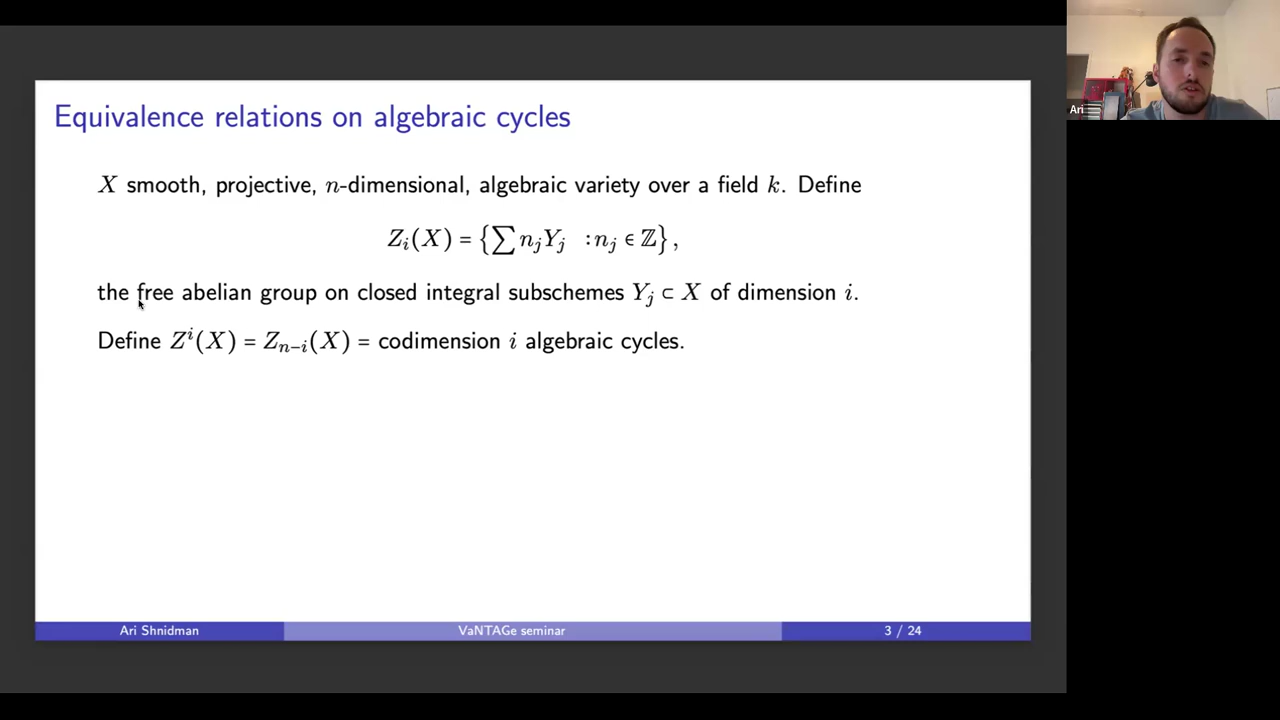 Equivalence relations on algebraic cycles
X smooth, projective, n-dimensional, algebraic variety over a field k. Define
Z_i(X) = {∑ n_j Y_j : n_j ∈ ℤ},
the free abelian group on closed integral subschemes Y_j ⊂ X of dimension i.
Define Z^i(X) = Z_{n−i}(X) = codimension i algebraic cycles.
Ari Shnidman
VaNTAGe seminar
3 / 24
Ari